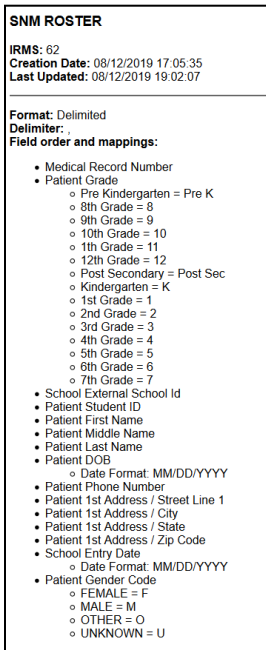 SNM ROSTER
IRMS: 62
Creation Date: 08/12/2019 17:05:35
Last Updated: 08/12/2019 19:02:07
Format: Delimited
Delimiter: ,
Field order and mappings:
• Medical Record Number
• Patient Grade
○ Pre Kindergarten = Pre K
○ 8th Grade = 8
○ 9th Grade = 9
○ 10th Grade = 10
○ 1th Grade = 11
○ 12th Grade = 12
○ Post Secondary = Post Sec
○ Kindergarten = K
○ 1st Grade = 1
○ 2nd Grade = 2
○ 3rd Grade = 3
○ 4th Grade = 4
○ 5th Grade = 5
○ 6th Grade = 6
○ 7th Grade = 7
• School External School Id
• Patient Student ID
• Patient First Name
• Patient Middle Name
• Patient Last Name
• Patient DOB
○ Date Format: MM/DD/YYYY
• Patient Phone Number
• Patient 1st Address / Street Line 1
• Patient 1st Address / City
• Patient 1st Address / State
• Patient 1st Address / Zip Code
• School Entry Date
○ Date Format: MM/DD/YYYY
• Patient Gender Code
○ FEMALE = F
○ MALE = M
○ OTHER = O
○ UNKNOWN = U